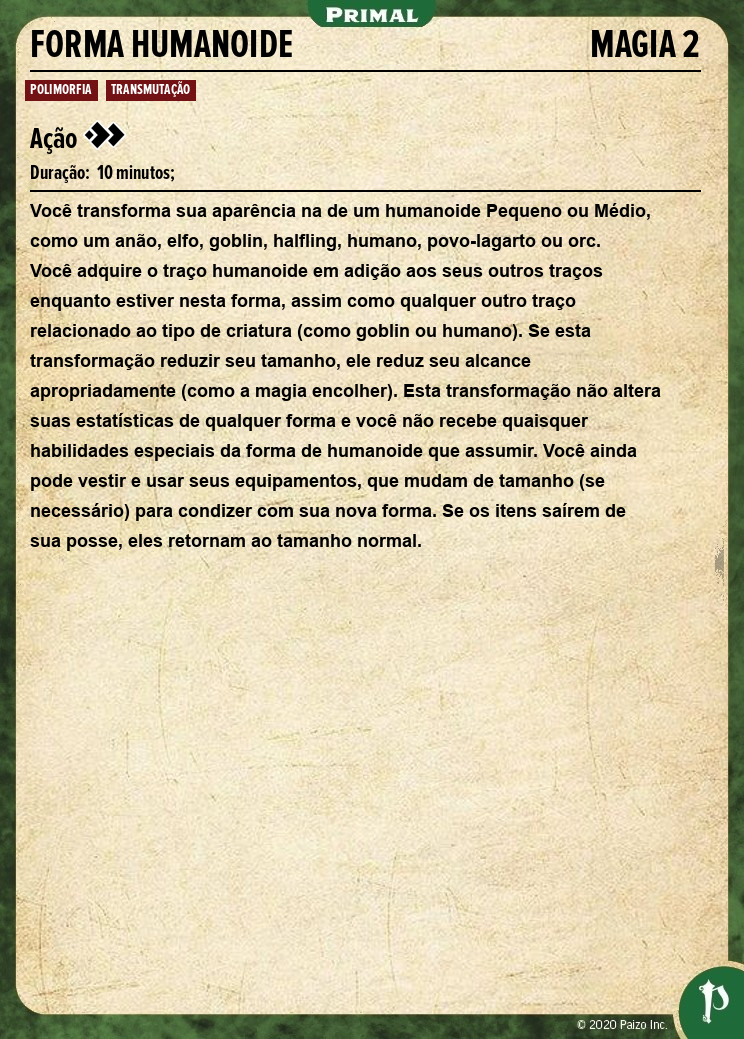 PRIMAL
FORMA HUMANOIDE MAGIA 2
POLIMORFIA TRANSMUTAÇÃO
Ação
Duração: 10 minutos;
Você transforma sua aparência na de um humanoide Pequeno ou Médio,
como um anão, elfo, goblin, halfling, humano, povo-lagarto ou orc.
Você adquire o traço humanoide em adição aos seus outros traços
enquanto estiver nesta forma, assim como qualquer outro traço
relacionado ao tipo de criatura (como goblin ou humano). Se esta
transformação reduzir seu tamanho, ele reduz seu alcance
apropriadamente (como a magia encolher). Esta transformação não altera
suas estatísticas de qualquer forma e você não recebe quaisquer
habilidades especiais da forma de humanoide que assumir. Você ainda
pode vestir e usar seus equipamentos, que mudam de tamanho (se
necessário) para condizer com sua nova forma. Se os itens saírem de
sua posse, eles retornam ao tamanho normal.
© 2020 Paizo Inc.
P